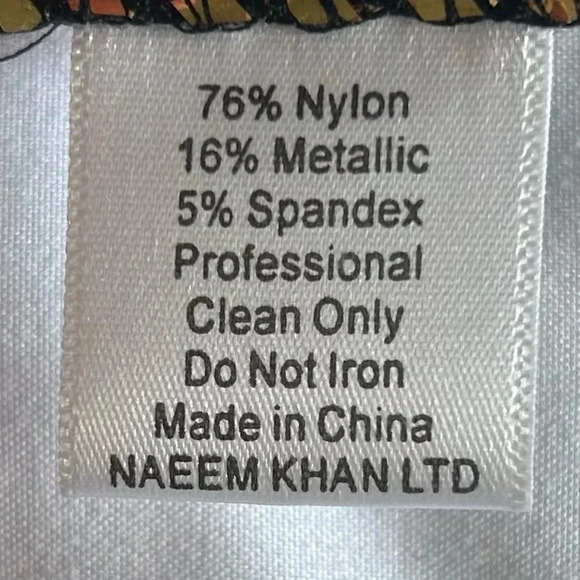 76% Nylon
16% Metallic
5% Spandex
Professional
Clean Only
Do Not Iron
Made in China
NAEEM KHAN LTD